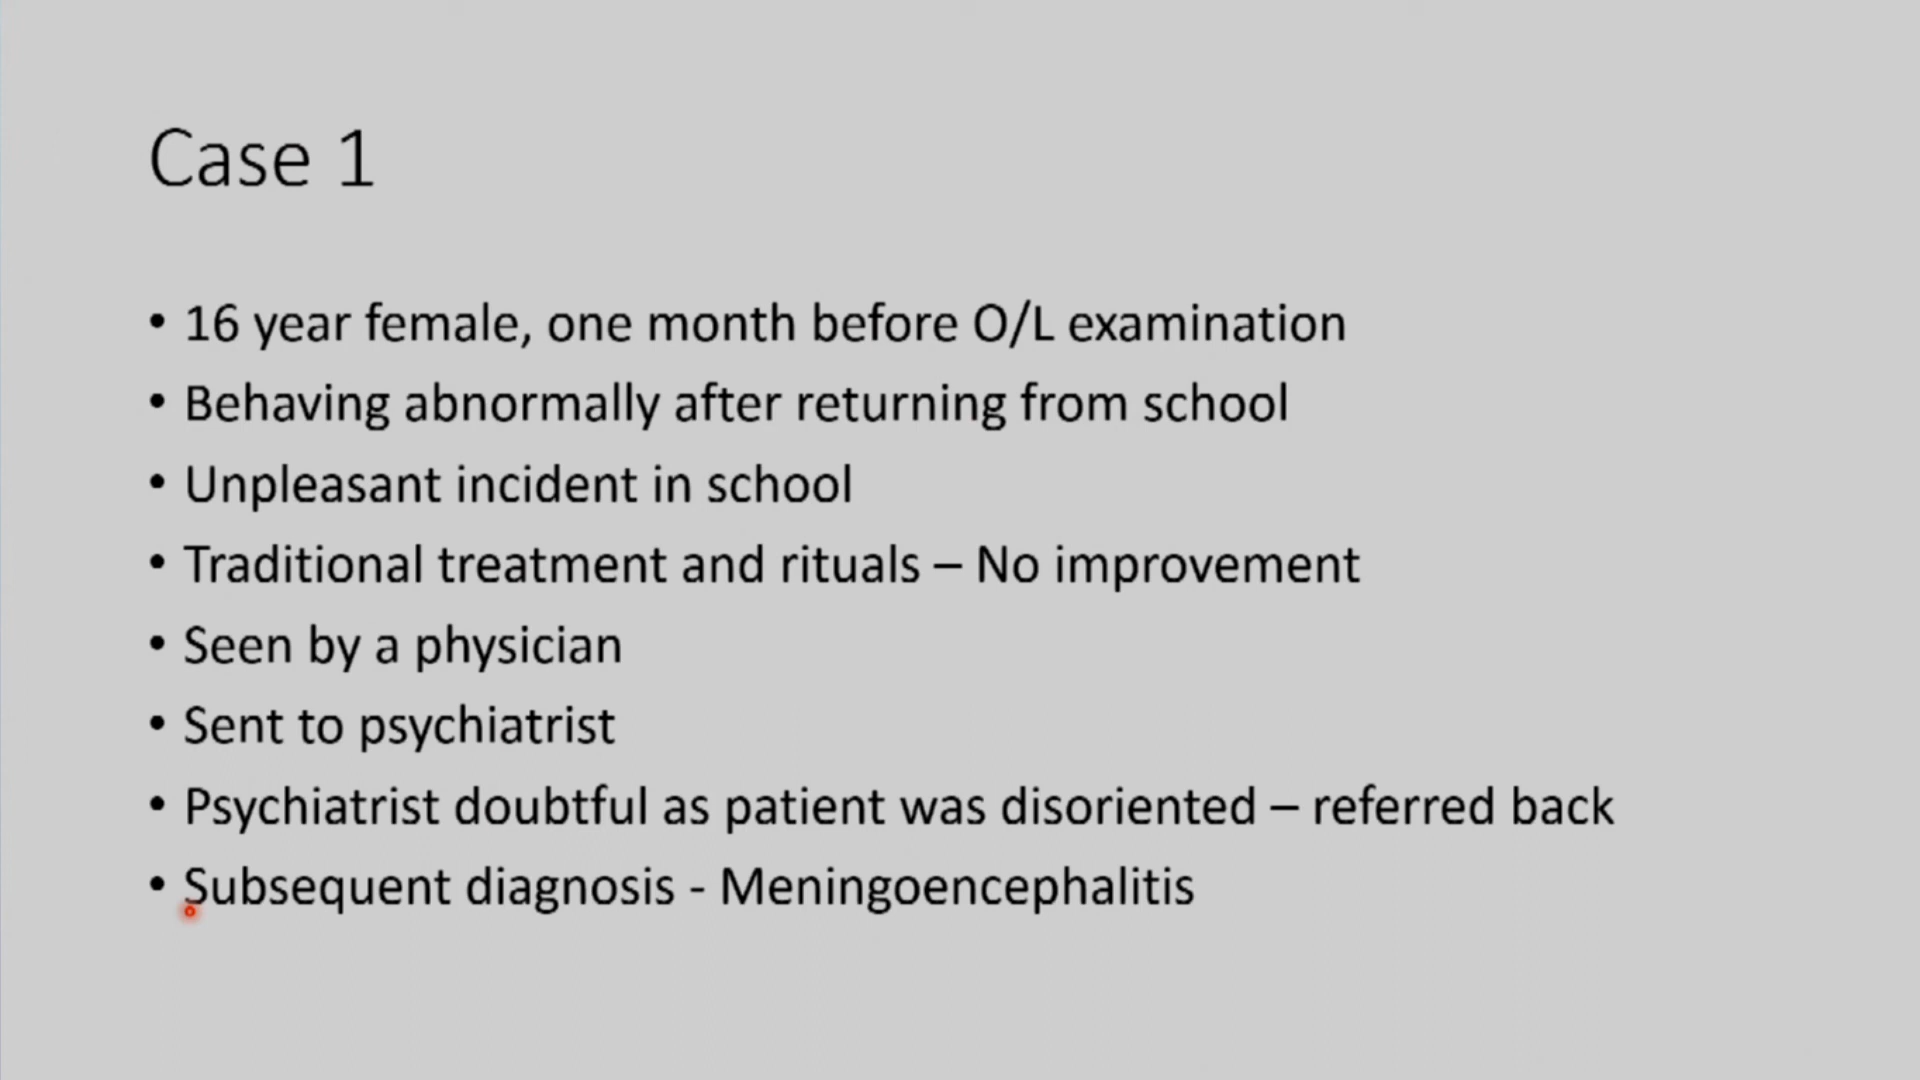 Case 1
• 16 year female, one month before O/L examination
• Behaving abnormally after returning from school
• Unpleasant incident in school
• Traditional treatment and rituals – No improvement
• Seen by a physician
• Sent to psychiatrist
• Psychiatrist doubtful as patient was disoriented – referred back
• Subsequent diagnosis - Meningoencephalitis